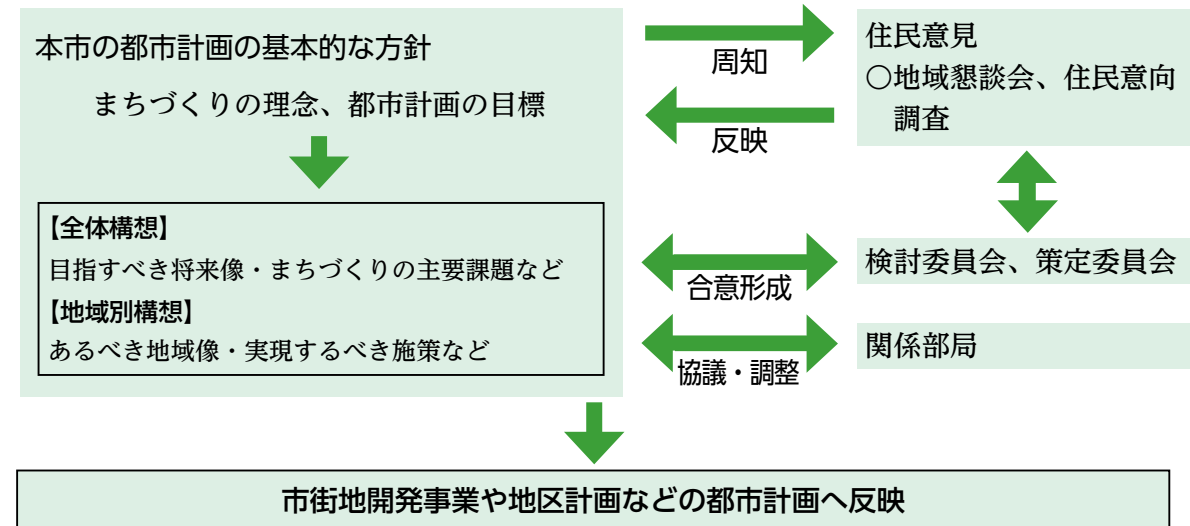 本市の都市計画の基本的な方針
まちづくりの理念、都市計画の目標
【全体構想】
目指すべき将来像・まちづくりの主要課題など
【地域別構想】
あるべき地域像・実現するべき施策など
周知
反映
合意形成
協議・調整
住民意見
○地域懇談会、住民意向
調査
検討委員会、策定委員会
関係部局
市街地開発事業や地区計画などの都市計画へ反映